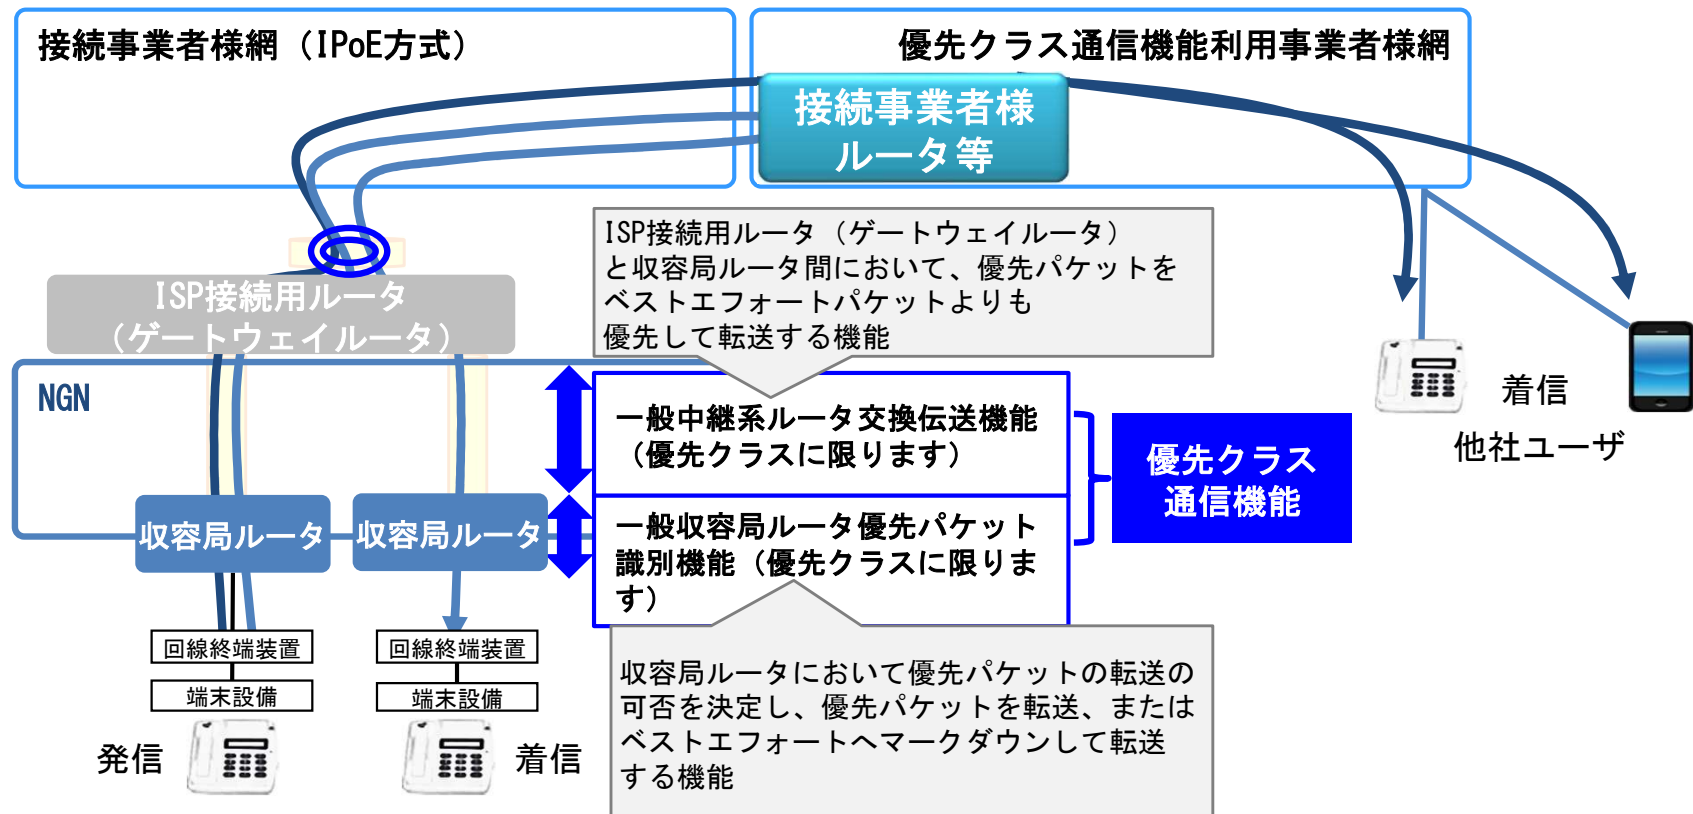 接続事業者様網（IPoE方式）
優先クラス通信機能利用事業者様網
接続事業者様
ルータ等
ISP接続用ルータ（ゲートウェイルータ）
と収容局ルータ間において、優先パケットを
ベストエフォートパケットよりも
優先して転送する機能
ISP接続用ルータ
（ゲートウェイルータ）
NGN
一般中継系ルータ交換伝送機能
（優先クラスに限ります）
優先クラス
通信機能
着信
他社ユーザ
収容局ルータ
収容局ルータ
一般収容局ルータ優先パケット
識別機能（優先クラスに限りま
す）
回線終端装置
回線終端装置
端末設備
端末設備
発信
着信
収容局ルータにおいて優先パケットの転送の
可否を決定し、優先パケットを転送、または
ベストエフォートへマークダウンして転送
する機能